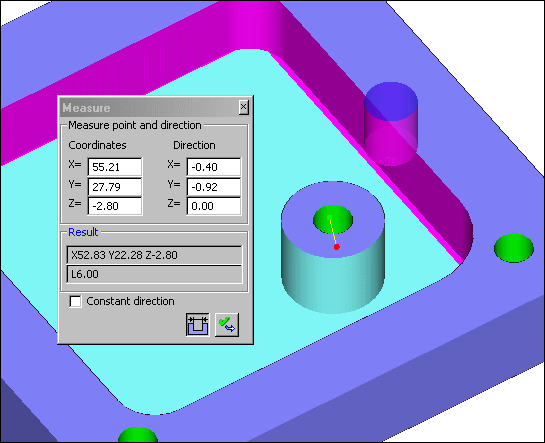 Measure
Measure point and direction
Coordinates Direction
X= 55.21 X= -0.40
Y= 27.79 Y= -0.92
Z= -2.80 Z= 0.00
Result
X52.83 Y22.28 Z-2.80
L6.00
Constant direction